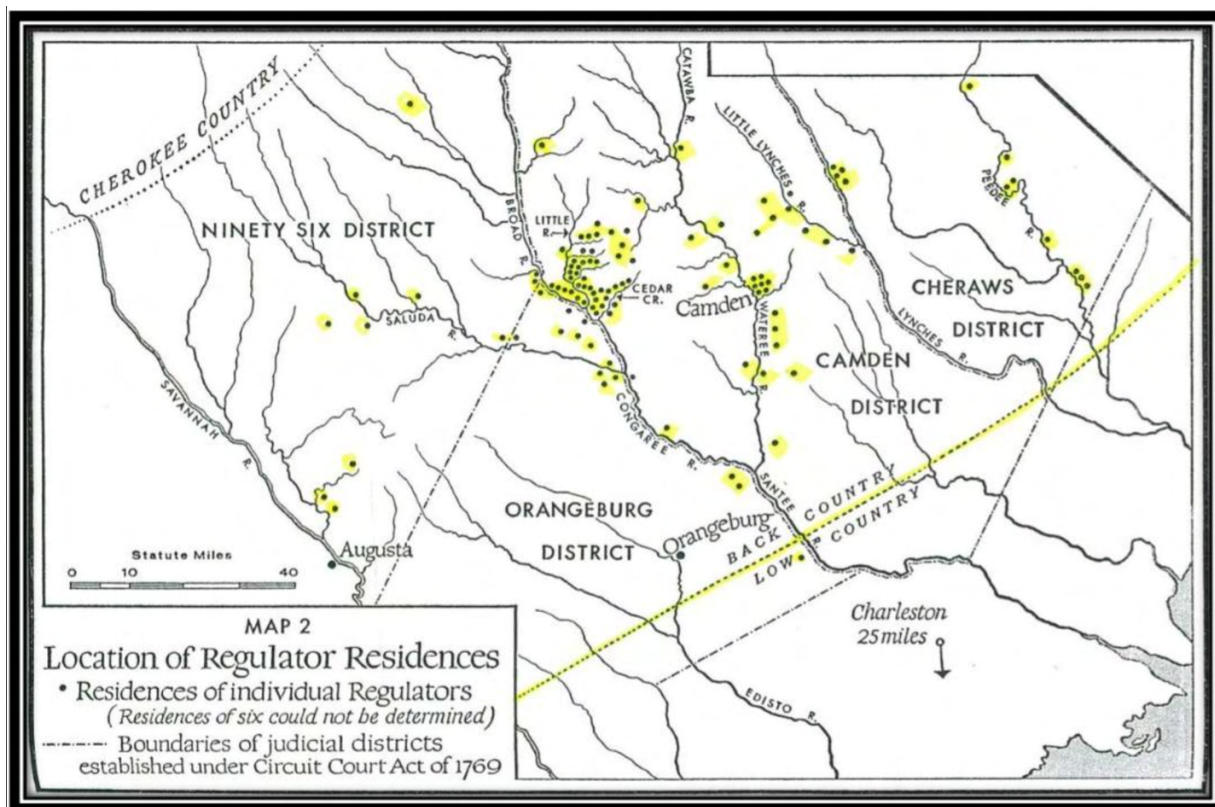 CHEROKEE COUNTRY
CATAWBA R.
LITTLE LYNCHES R.
PEEDEE R.
NINETY SIX DISTRICT
BROAD R.
LITTLE R.
CEDAR CR.
Camden
WATEREE R.
CHERAWS
DISTRICT
LYNCHES R.
SALUDA R.
SAVANNAH R.
CAMDEN
DISTRICT
CONGAREE R.
SANTEE R.
ORANGEBURG
DISTRICT
Orangeburg
BACK COUNTRY
LOW COUNTRY
Augusta
Statute Miles
0 10 40
Charleston
25 miles
EDISTO R.
MAP 2
Location of Regulator Residences
• Residences of individual Regulators
(Residences of six could not be determined)
Boundaries of judicial districts
established under Circuit Court Act of 1769